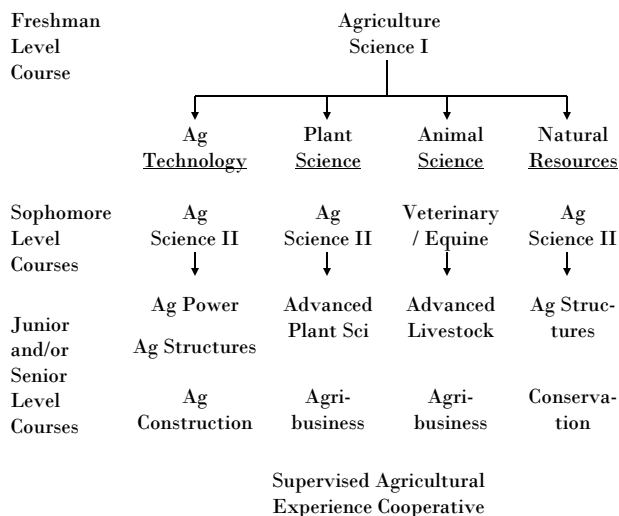 Freshman
Level
Course
Agriculture
Science I
Ag
Technology
Plant
Science
Animal
Science
Natural
Resources
Sophomore
Level
Courses
Ag
Science II
Ag
Science II
Veterinary
/ Equine
Ag
Science II
Junior
and/or
Senior
Level
Courses
Ag Power
Ag Structures
Advanced
Plant Sci
Advanced
Livestock
Ag Struc-
tures
Ag
Construction
Agri-
business
Agri-
business
Conserva-
tion
Supervised Agricultural
Experience Cooperative